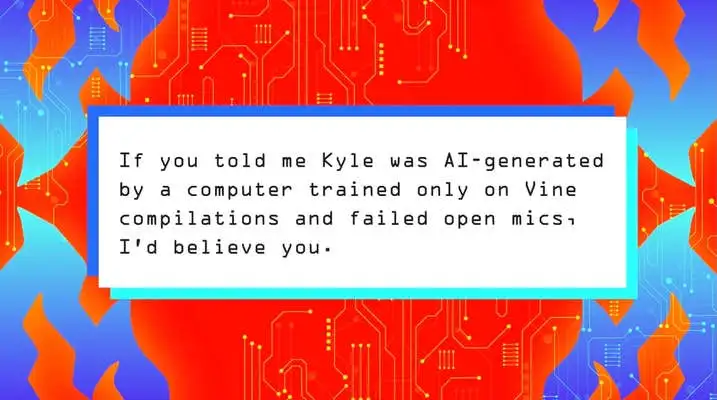 If you told me Kyle was AI-generated
by a computer trained only on Vine
compilations and failed open mics,
I'd believe you.